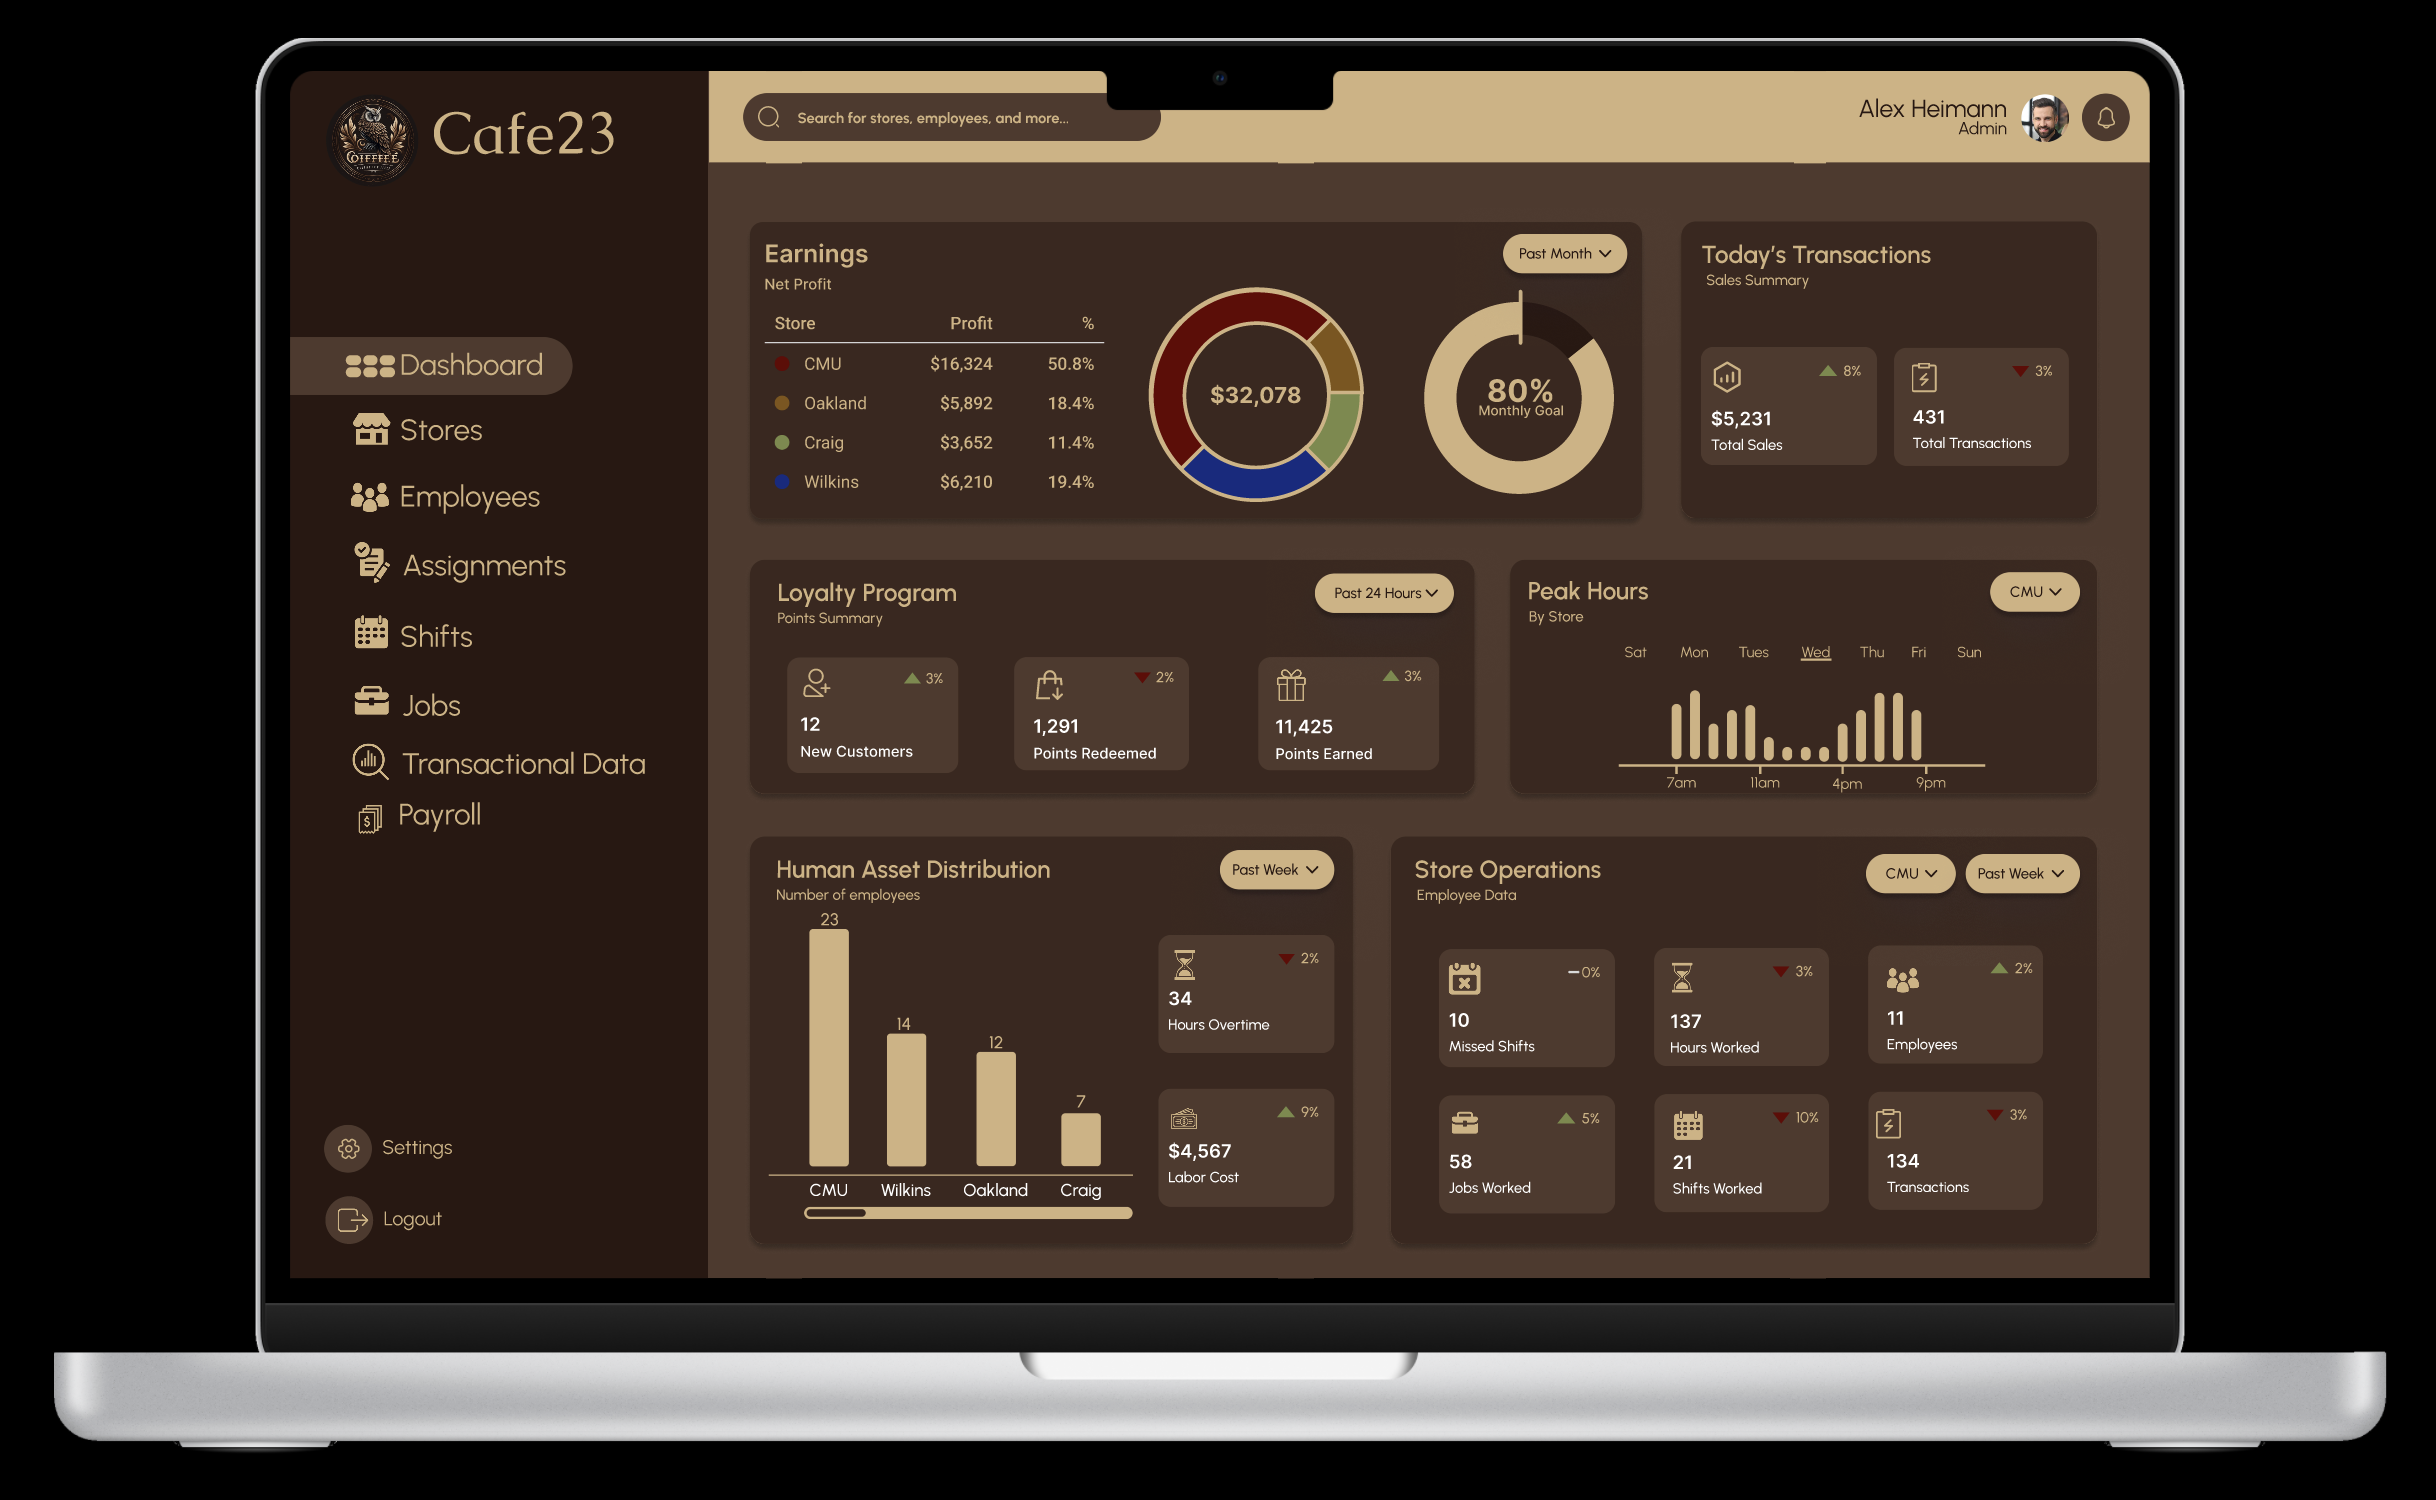 COFFFEE
Cafe23
Search for stores, employees, and more...
Alex Heimann
Admin
Dashboard
Stores
Employees
Assignments
Shifts
Jobs
Transactional Data
Payroll
Settings
Logout
Earnings
Net Profit
Past Month
Store Profit %
CMU $16,324 50.8%
Oakland $5,892 18.4%
Craig $3,652 11.4%
Wilkins $6,210 19.4%
$32,078
80%
Monthly Goal
Today's Transactions
Sales Summary
8%
$5,231
Total Sales
3%
431
Total Transactions
Loyalty Program
Points Summary
Past 24 Hours
3%
12
New Customers
2%
1,291
Points Redeemed
3%
11,425
Points Earned
Peak Hours
By Store
CMU
Sat Mon Tues Wed Thu Fri Sun
7am 11am 4pm 9pm
Human Asset Distribution
Number of employees
Past Week
23
14
12
7
CMU Wilkins Oakland Craig
2%
34
Hours Overtime
9%
$4,567
Labor Cost
Store Operations
Employee Data
CMU
Past Week
0%
10
Missed Shifts
3%
137
Hours Worked
2%
11
Employees
5%
58
Jobs Worked
10%
21
Shifts Worked
3%
134
Transactions